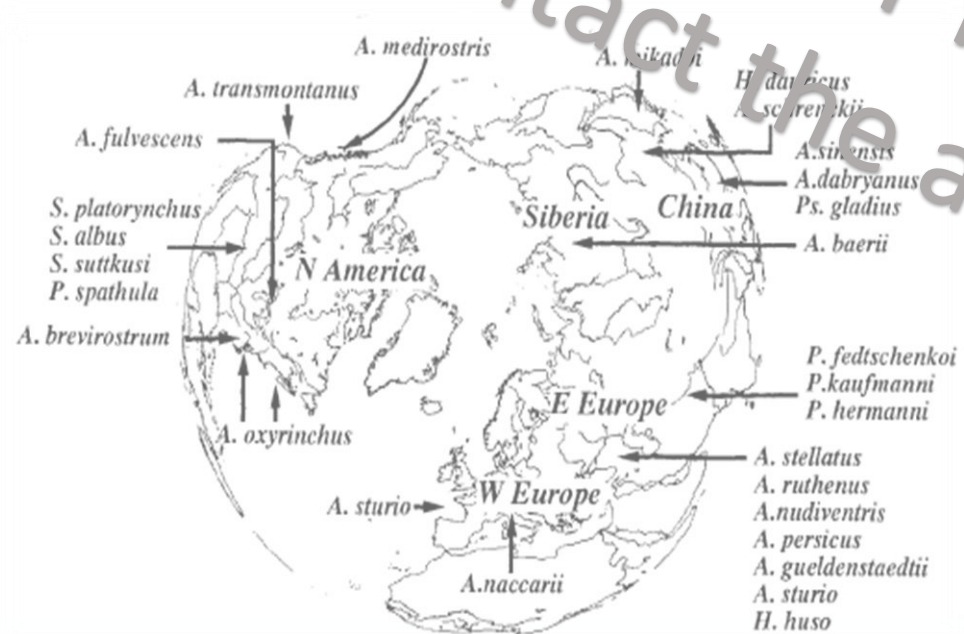 A. medirostris
A. transmontanus
A. fulvescens
S. platorynchus
S. albus
S. suttkusi
P. spathula
A. brevirostrum
A. oxyrinchus
N America
Siberia
China
E Europe
W Europe
A. sturio
A.naccarii
A.
H.
A.
A.sinensis
A.dabryanus
Ps. gladius
A. baerii
P. fedtschenkoi
P.kaufmanni
P. hermanni
A. stellatus
A. ruthenus
A.nudiventris
A. persicus
A. gueldenstaedtii
A. sturio
H. huso
the